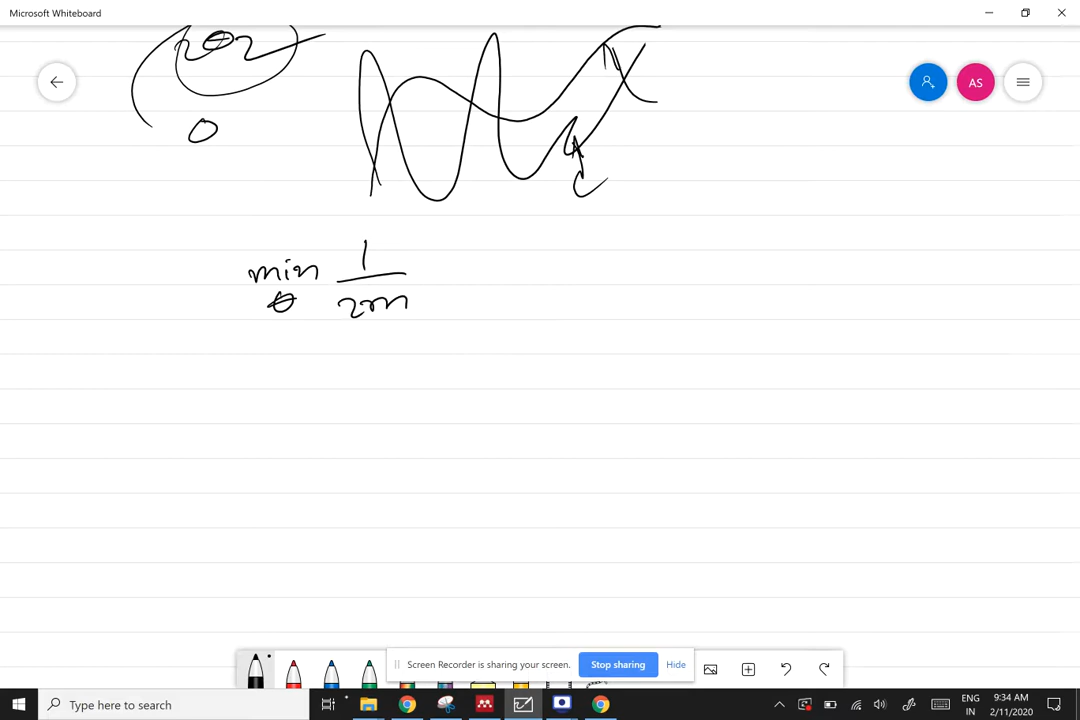 Microsoft Whiteboard
AS
θ2
0
min 1
θ 2m
Screen Recorder is sharing your screen. Stop sharing Hide
Type here to search
ENG 9:34 AM
IN 2/11/2020